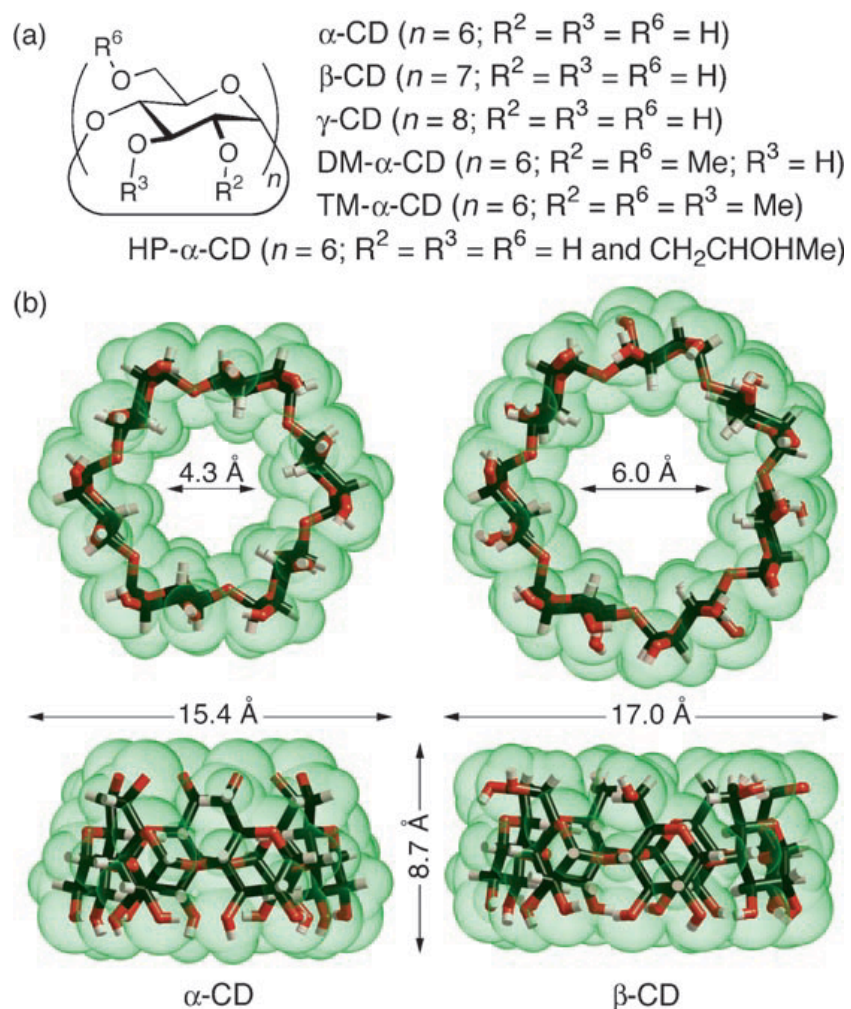 (a)
R⁶
O
O
O
O
O
R³
R²
n
α-CD (n = 6; R² = R³ = R⁶ = H)
β-CD (n = 7; R² = R³ = R⁶ = H)
γ-CD (n = 8; R² = R³ = R⁶ = H)
DM-α-CD (n = 6; R² = R⁶ = Me; R³ = H)
TM-α-CD (n = 6; R² = R⁶ = R³ = Me)
HP-α-CD (n = 6; R² = R³ = R⁶ = H and CH₂CHOHMe)
(b)
4.3 Å
6.0 Å
15.4 Å
17.0 Å
8.7 Å
α-CD
β-CD